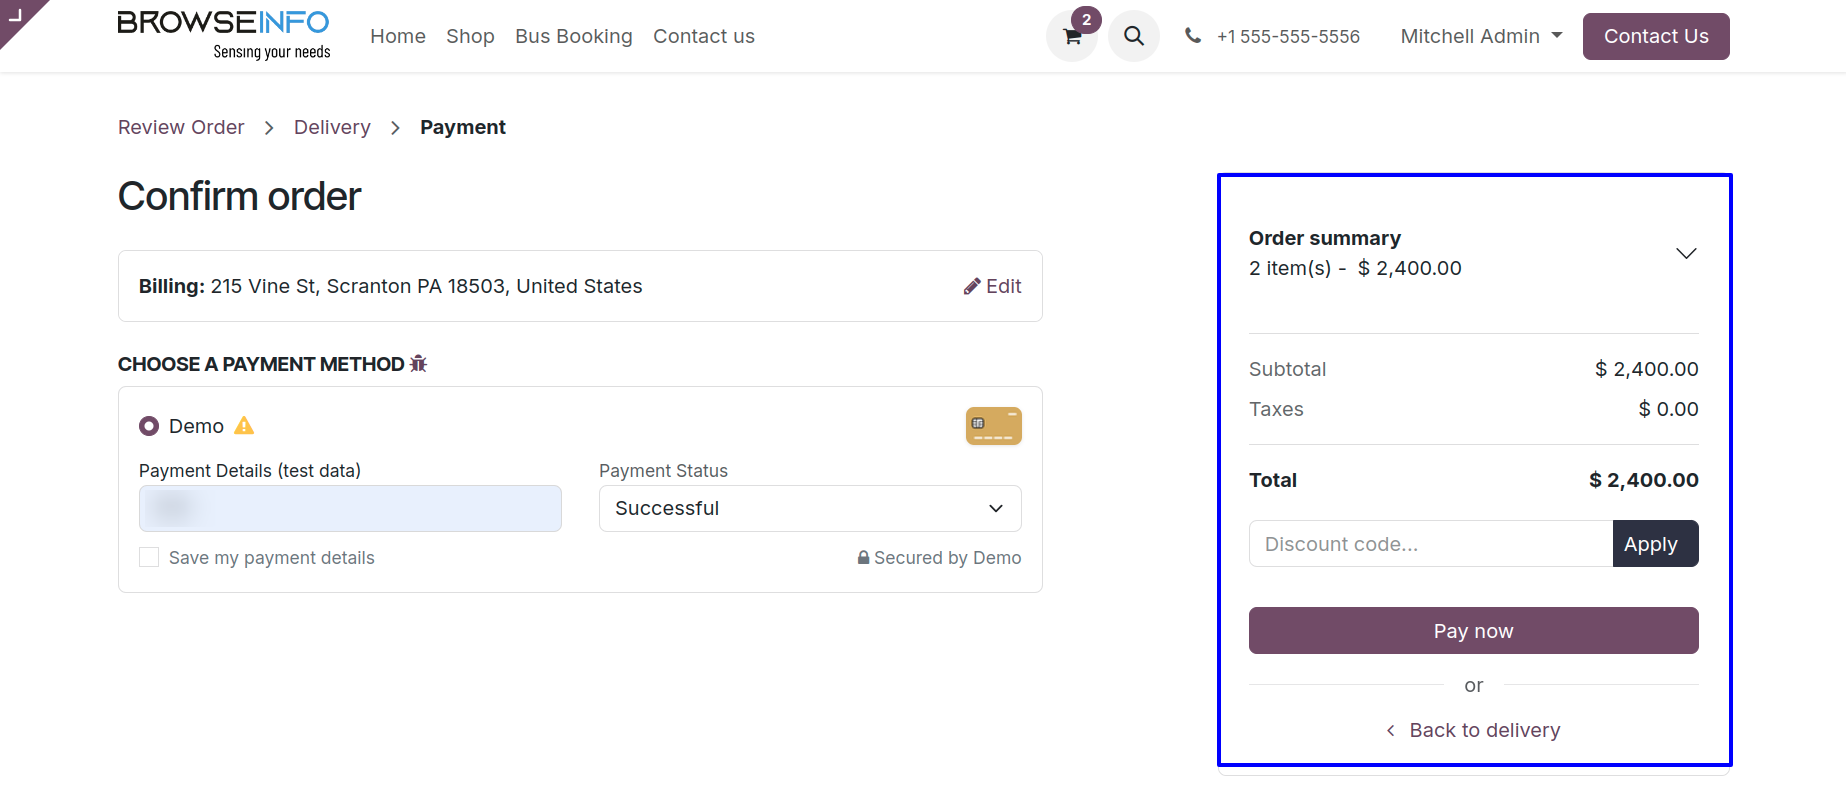 BROWSEINFO
Sensing your needs
Home Shop Bus Booking Contact us
2
+1 555-555-5556
Mitchell Admin
Contact Us
Review Order > Delivery > Payment
Confirm order
Billing: 215 Vine St, Scranton PA 18503, United States
Edit
CHOOSE A PAYMENT METHOD
Demo
Payment Details (test data)
Payment Status
Successful
Save my payment details
Secured by Demo
Order summary
2 item(s) - $ 2,400.00
Subtotal $ 2,400.00
Taxes $ 0.00
Total $ 2,400.00
Discount code... Apply
Pay now
or
< Back to delivery